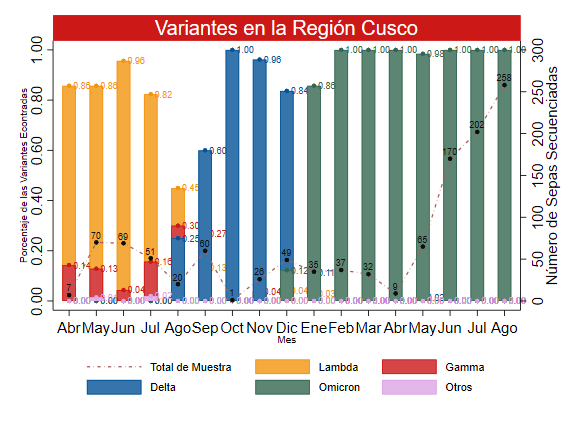 Variantes en la Región Cusco
Porcentaje de las Variantes Econtradas
1.00
0.80
0.60
0.40
0.20
0.00
0.86 0.86 0.96 0.82 0.45 0.60 1.00 0.96 0.84 0.86 1.00 1.00 1.00 0.98 1.00 1.00 1.00
0.14 0.13 0.04 0.16 0.30 0.25 0.27 0.13 0.04 0.12 0.04 0.11 0.03 0.02
7 70 69 51 20 60 1 26 49 35 37 32 9 65 170 202 258
300
250
200
150
100
50
0
Número de Sepas Secuenciadas
Abr May Jun Jul Ago Sep Oct Nov Dic Ene Feb Mar Abr May Jun Jul Ago
Mes
Total de Muestra Lambda Gamma
Delta Omicron Otros